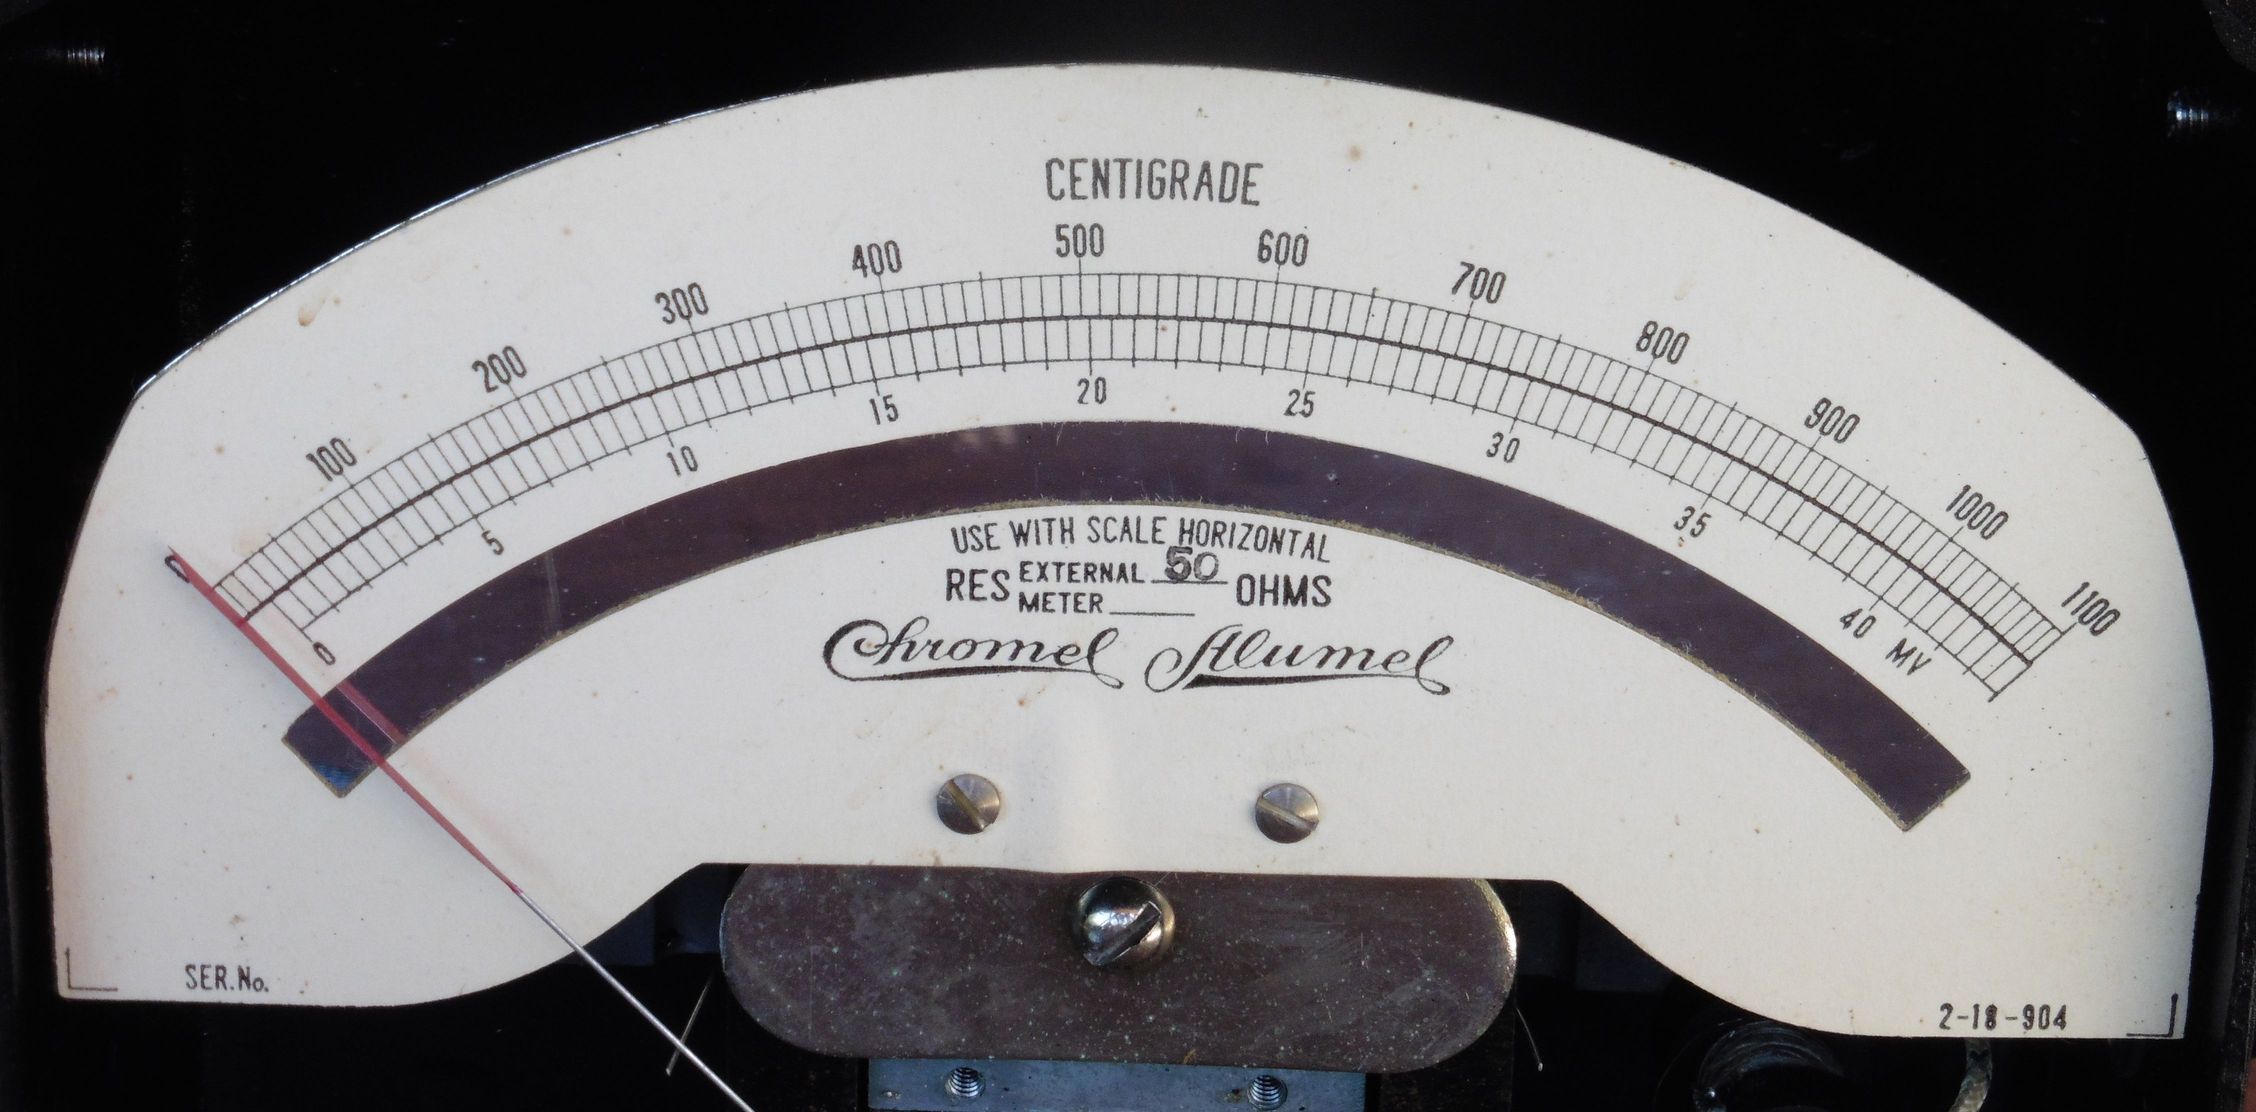 CENTIGRADE
0 100 200 300 400 500 600 700 800 900 1000 1100
0 5 10 15 20 25 30 35 40 MV
USE WITH SCALE HORIZONTAL
RES EXTERNAL 50 OHMS
METER
Chromel Alumel
SER. No.
2-18-904